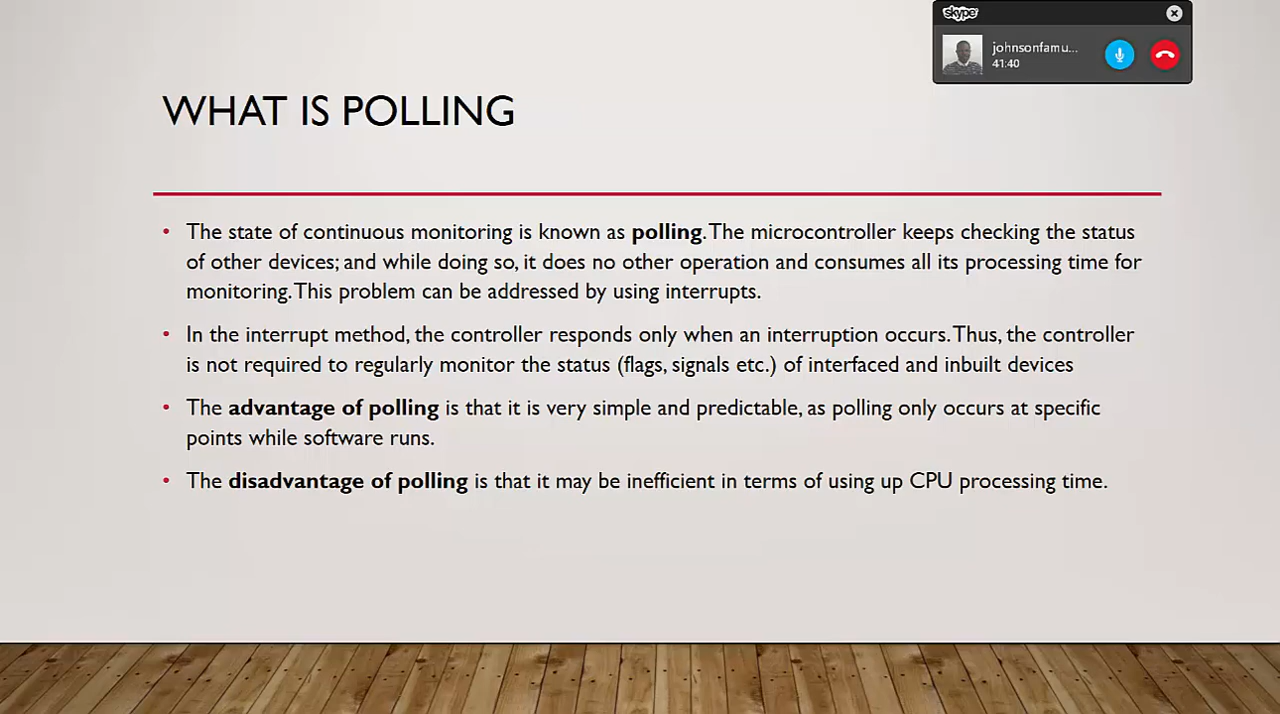 skype
johnsonfamu...
41:40
WHAT IS POLLING
• The state of continuous monitoring is known as polling. The microcontroller keeps checking the status
of other devices; and while doing so, it does no other operation and consumes all its processing time for
monitoring. This problem can be addressed by using interrupts.
• In the interrupt method, the controller responds only when an interruption occurs. Thus, the controller
is not required to regularly monitor the status (flags, signals etc.) of interfaced and inbuilt devices
• The advantage of polling is that it is very simple and predictable, as polling only occurs at specific
points while software runs.
• The disadvantage of polling is that it may be inefficient in terms of using up CPU processing time.